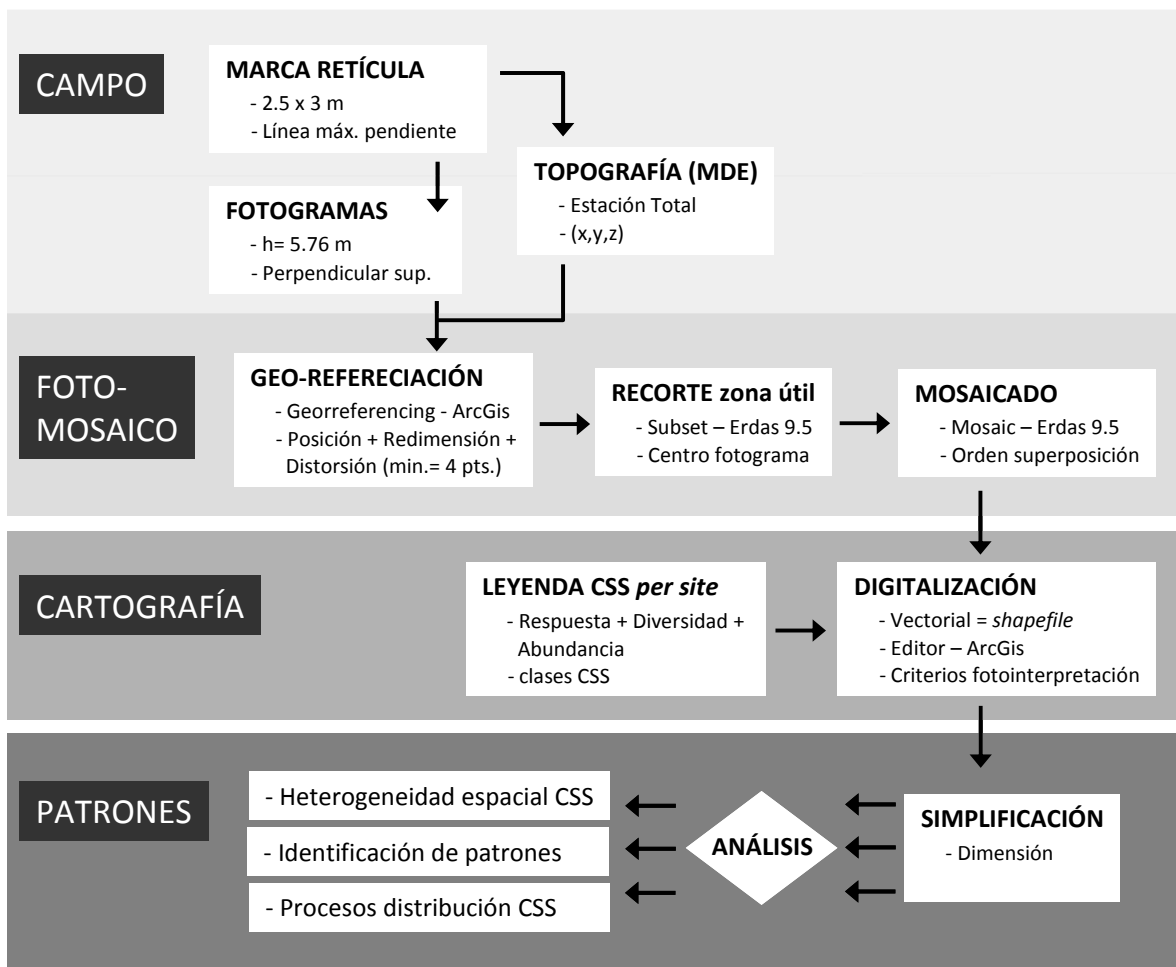 CAMPO
MARCA RETÍCULA
- 2.5 x 3 m
- Línea máx. pendiente
TOPOGRAFÍA (MDE)
- Estación Total
- (x,y,z)
FOTOGRAMAS
- h= 5.76 m
- Perpendicular sup.
FOTO-
MOSAICO
GEO-REFERECIACIÓN
- Georreferencing - ArcGis
- Posición + Redimensión +
Distorsión (min.= 4 pts.)
RECORTE zona útil
- Subset – Erdas 9.5
- Centro fotograma
MOSAICADO
- Mosaic – Erdas 9.5
- Orden superposición
CARTOGRAFÍA
LEYENDA CSS per site
- Respuesta + Diversidad +
Abundancia
- clases CSS
DIGITALIZACIÓN
- Vectorial = shapefile
- Editor – ArcGis
- Criterios fotointerpretación
PATRONES
- Heterogeneidad espacial CSS
- Identificación de patrones
- Procesos distribución CSS
ANÁLISIS
SIMPLIFICACIÓN
- Dimensión